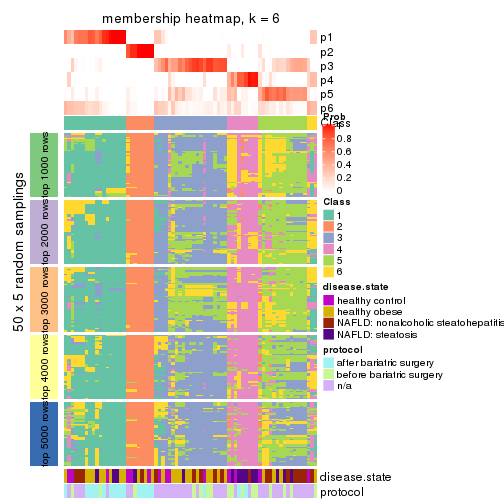 membership heatmap, k = 6
p1
p2
p3
p4
p5
p6
Prob
Class
1
0.8
0.6
0.4
0.2
0
Class
1
2
3
4
5
6
disease.state
healthy control
healthy obese
NAFLD: nonalcoholic steatohepatitis
NAFLD: steatosis
protocol
after bariatric surgery
before bariatric surgery
n/a
50 x 5 random samplings
top 1000 rows
top 2000 rows
top 3000 rows
top 4000 rows
top 5000 rows
disease.state
protocol